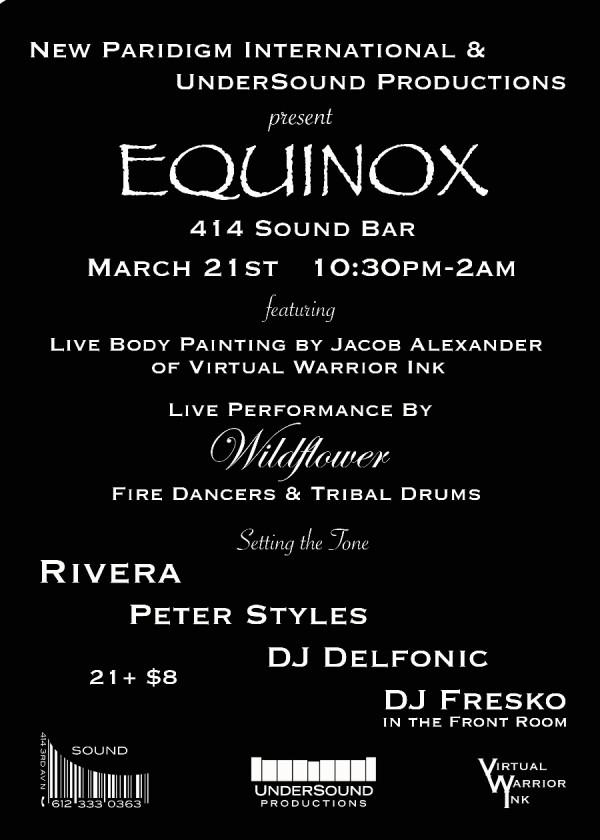 New Paridigm International &
UnderSound Productions
present
EQUINOX
414 Sound Bar
March 21st 10:30pm-2am
featuring
Live Body Painting by Jacob Alexander
of Virtual Warrior Ink
Live Performance By
Wildflower
Fire Dancers & Tribal Drums
Setting the Tone
Rivera
Peter Styles
DJ Delfonic
21+ $8
DJ Fresko
in the Front Room
414 3RD AV N
SOUND
612 333 0363
UnderSound
Productions
Virtual
Warrior
Ink